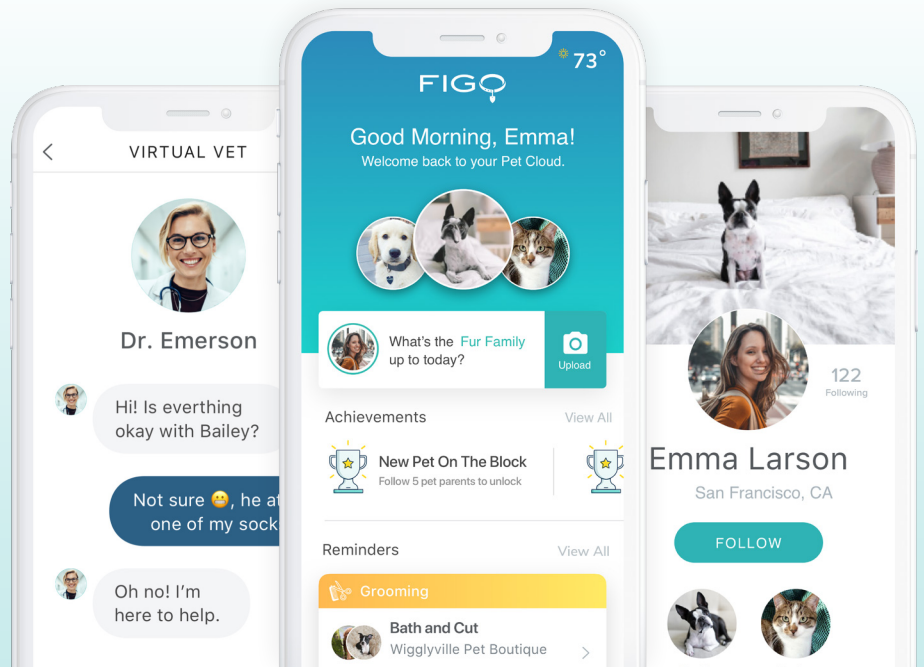 VIRTUAL VET
Dr. Emerson
Hi! Is everthing
okay with Bailey?
Not sure 😬, he at
one of my sock
Oh no! I'm
here to help.
73°
FIGO
Good Morning, Emma!
Welcome back to your Pet Cloud.
What's the Fur Family
up to today?
Upload
Achievements
View All
New Pet On The Block
Follow 5 pet parents to unlock
Reminders
View All
Grooming
Bath and Cut
Wigglyville Pet Boutique
122
Following
Emma Larson
San Francisco, CA
FOLLOW